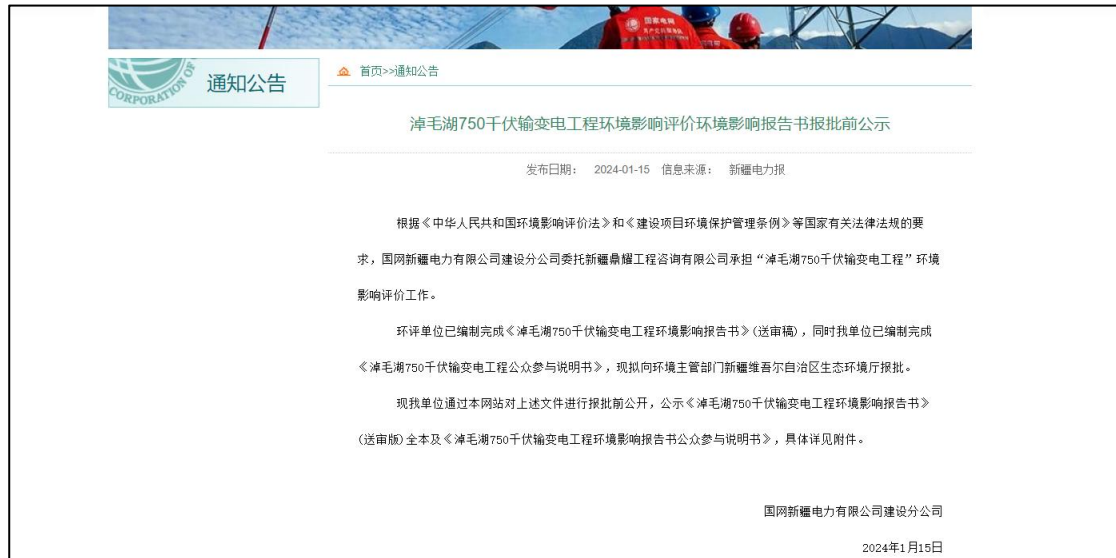 国家电网
CORPORATION OF
通知公告
首页>>通知公告
淖毛湖750千伏输变电工程环境影响评价环境影响报告书报批前公示
发布日期： 2024-01-15 信息来源： 新疆电力报
根据《中华人民共和国环境影响评价法》和《建设项目环境保护管理条例》等国家有关法律法规的要
求，国网新疆电力有限公司建设分公司委托新疆鼎耀工程咨询有限公司承担“淖毛湖750千伏输变电工程”环境
影响评价工作。
环评单位已编制完成《淖毛湖750千伏输变电工程环境影响报告书》(送审稿)，同时我单位已编制完成
《淖毛湖750千伏输变电工程公众参与说明书》，现拟向环境主管部门新疆维吾尔自治区生态环境厅报批。
现我单位通过本网站对上述文件进行报批前公开，公示《淖毛湖750千伏输变电工程环境影响报告书》
(送审版)全本及《淖毛湖750千伏输变电工程环境影响报告书公众参与说明书》，具体详见附件。
国网新疆电力有限公司建设分公司
2024年1月15日